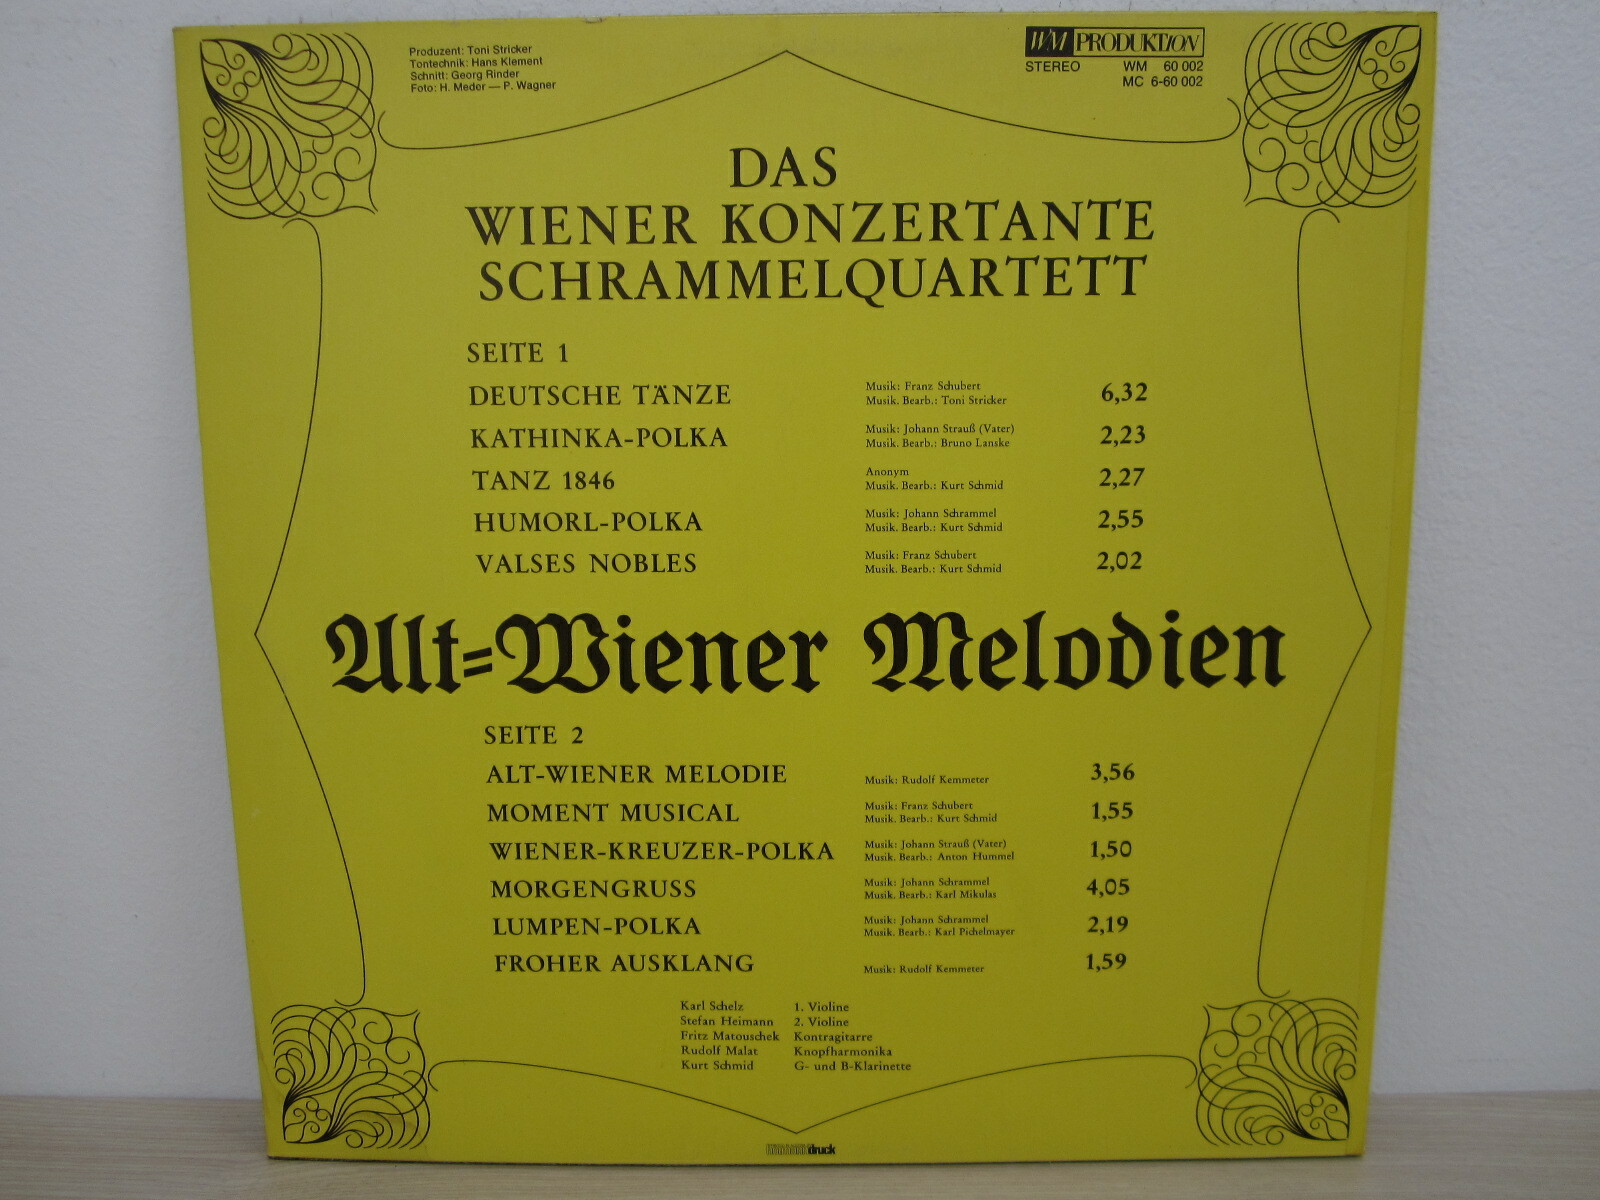 Produzent: Toni Stricker
Tontechnik: Hans Klement
Schnitt: Georg Rinder
Foto: H. Meder — P. Wagner
WM PRODUKTION
STEREO WM 60 002
MC 6-60 002
DAS
WIENER KONZERTANTE
SCHRAMMELQUARTETT
SEITE 1
DEUTSCHE TÄNZE Musik: Franz Schubert 6,32
Musik. Bearb.: Toni Stricker
KATHINKA-POLKA Musik: Johann Strauß (Vater) 2,23
Musik. Bearb.: Bruno Lanske
TANZ 1846 Anonym 2,27
Musik. Bearb.: Kurt Schmid
HUMORL-POLKA Musik: Johann Schrammel 2,55
Musik. Bearb.: Kurt Schmid
VALSES NOBLES Musik: Franz Schubert 2,02
Musik. Bearb.: Kurt Schmid
Alt=Wiener Melodien
SEITE 2
ALT-WIENER MELODIE Musik: Rudolf Kemmeter 3,56
MOMENT MUSICAL Musik: Franz Schubert 1,55
Musik. Bearb.: Kurt Schmid
WIENER-KREUZER-POLKA Musik: Johann Strauß (Vater) 1,50
Musik. Bearb.: Anton Hummel
MORGENGRUSS Musik: Johann Schrammel 4,05
Musik. Bearb.: Karl Mikulas
LUMPEN-POLKA Musik: Johann Schrammel 2,19
Musik. Bearb.: Karl Pichelmayer
FROHER AUSKLANG Musik: Rudolf Kemmeter 1,59
Karl Schelz 1. Violine
Stefan Heimann 2. Violine
Fritz Matouschek Kontragitarre
Rudolf Malat Knopfharmonika
Kurt Schmid G- und B-Klarinette
druck